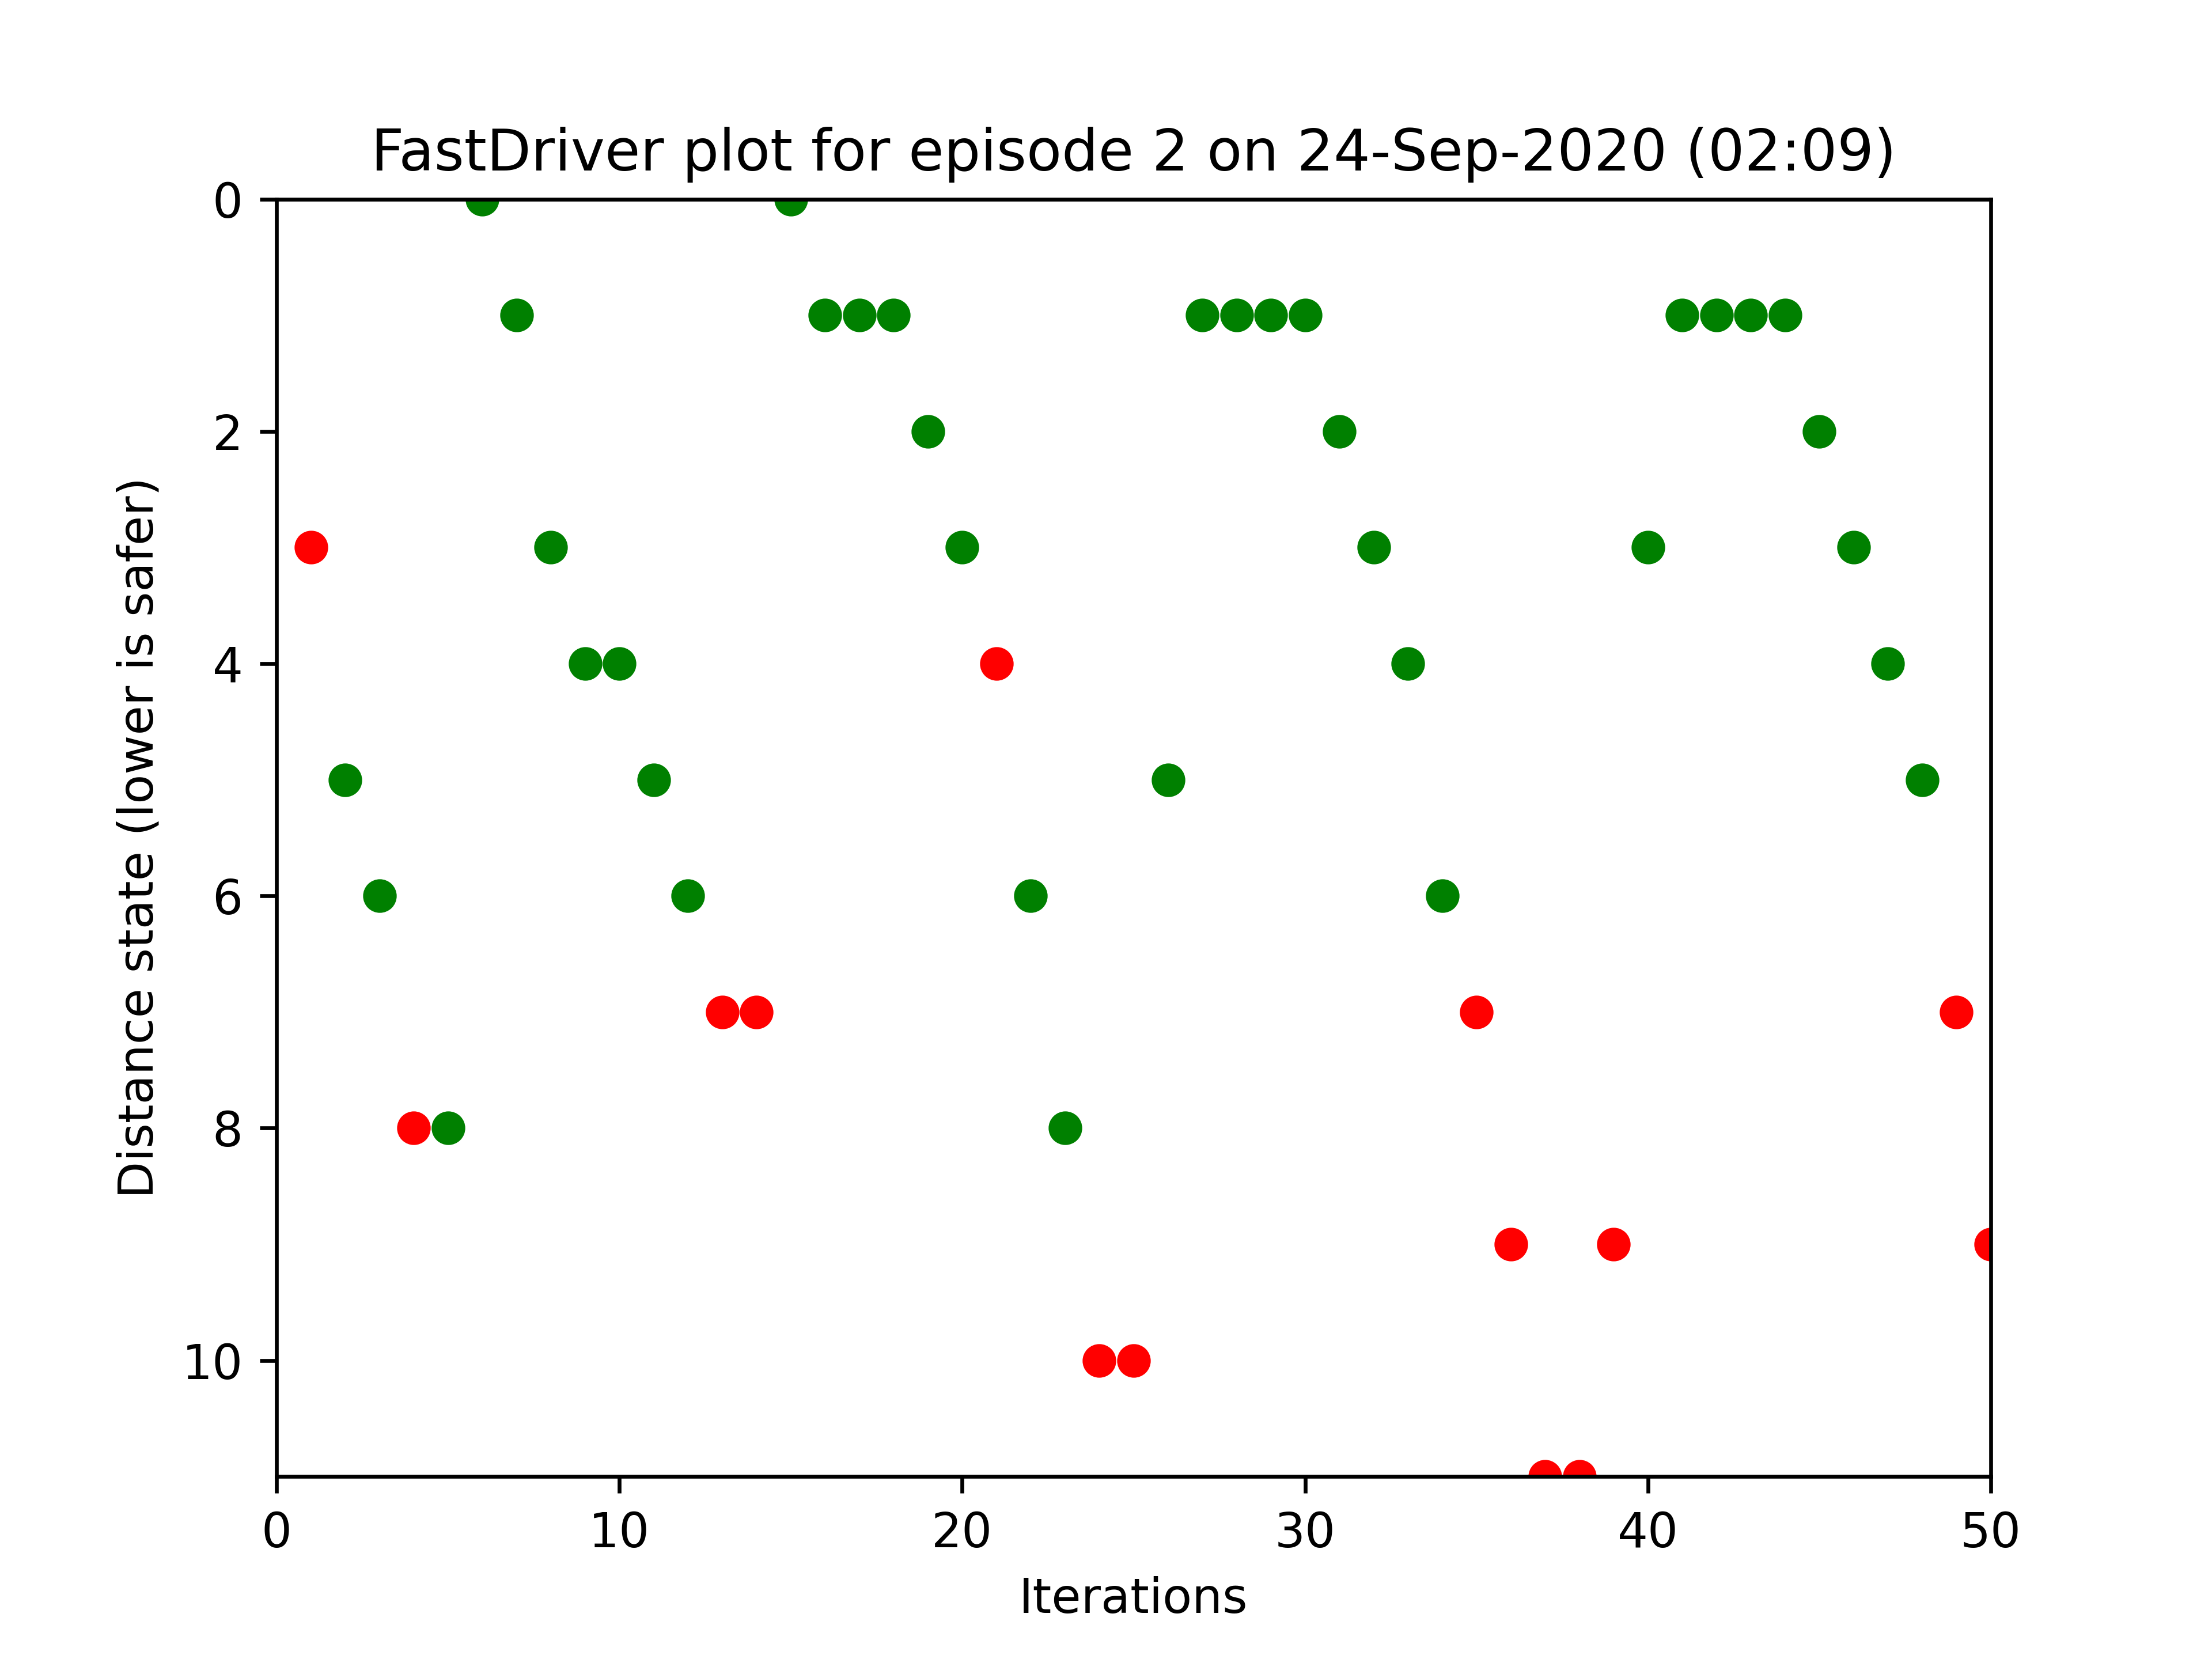 FastDriver plot for episode 2 on 24-Sep-2020 (02:09)
Distance state (lower is safer)
0
2
4
6
8
10
0 10 20 30 40 50
Iterations